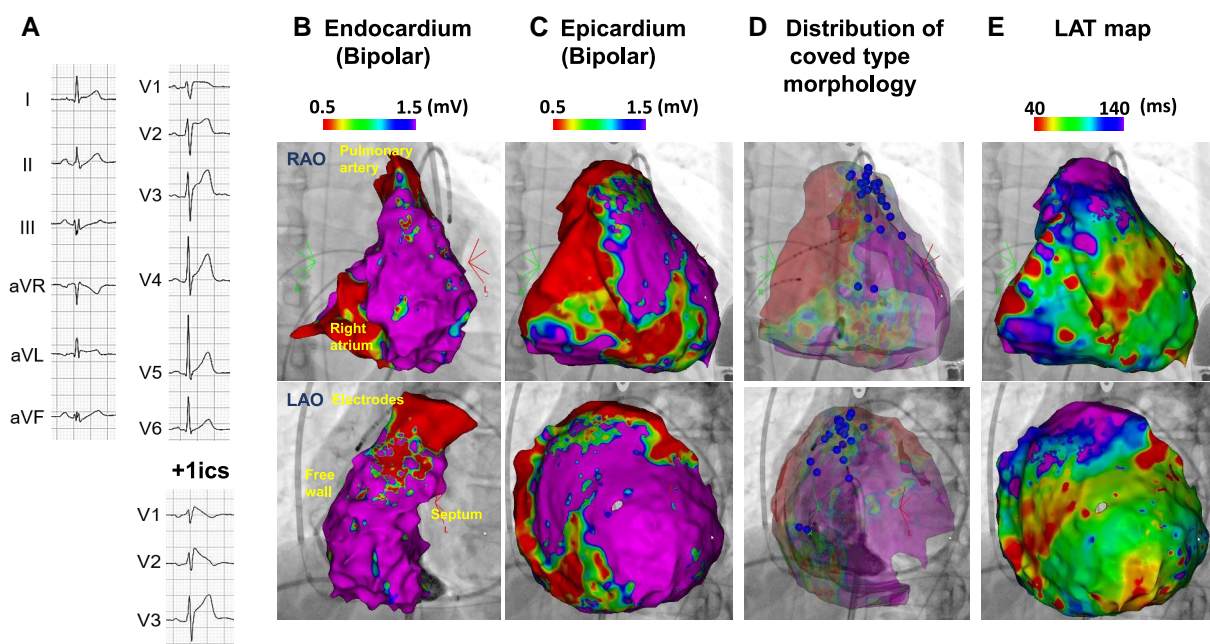 A
B Endocardium
(Bipolar)
C Epicardium
(Bipolar)
D Distribution of
coved type
morphology
E LAT map
0.5 1.5 (mV)
0.5 1.5 (mV)
40 140 (ms)
I
II
III
aVR
aVL
aVF
V1
V2
V3
V4
V5
V6
+1ics
V1
V2
V3
RAO
Pulmonary
artery
Right
atrium
LAO
Electrodes
Free
wall
Septum